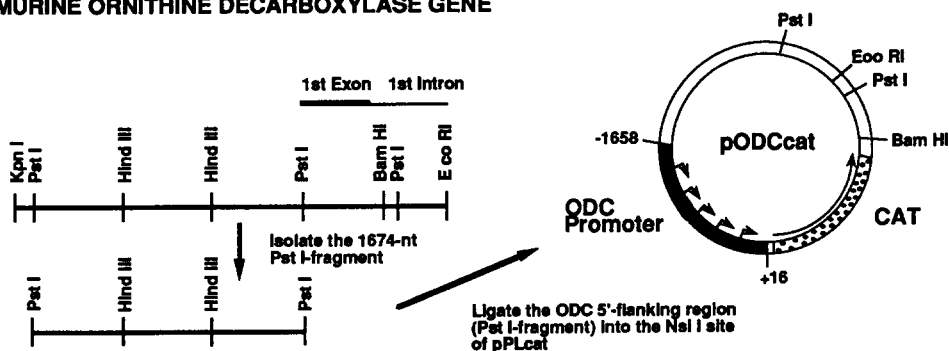 MURINE ORNITHINE DECARBOXYLASE GENE
1st Exon
1st Intron
Kpn I
Pst I
Hind III
Hind III
Pst I
Bam HI
Pst I
Eco RI
Isolate the 1674-nt
Pst I-fragment
Pst I
Hind III
Hind III
Pst I
Ligate the ODC 5'-flanking region
(Pst I-fragment) into the Nsi I site
of pPLcat
Pst I
Eco RI
Pst I
Bam HI
-1658
pODCcat
ODC
Promoter
CAT
+16